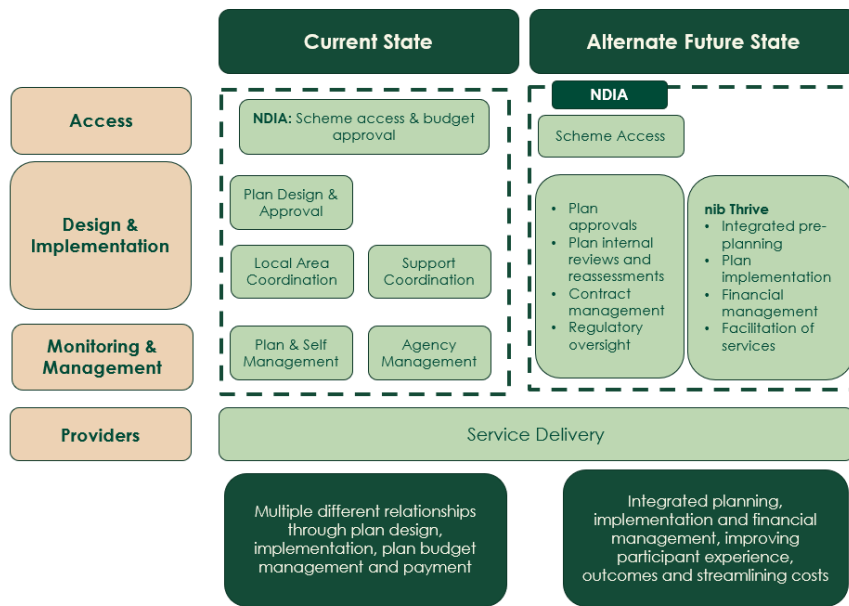 Current State
Alternate Future State
Access
NDIA: Scheme access & budget
approval
NDIA
Scheme Access
Design &
Implementation
Plan Design &
Approval
Local Area
Coordination
Support
Coordination
• Plan
approvals
• Plan internal
reviews and
reassessments
• Contract
management
• Regulatory
oversight
nib Thrive
• Integrated pre-
planning
• Plan
implementation
• Financial
management
• Facilitation of
services
Monitoring &
Management
Plan & Self
Management
Agency
Management
Providers
Service Delivery
Multiple different relationships
through plan design,
implementation, plan budget
management and payment
Integrated planning,
implementation and financial
management, improving
participant experience,
outcomes and streamlining costs